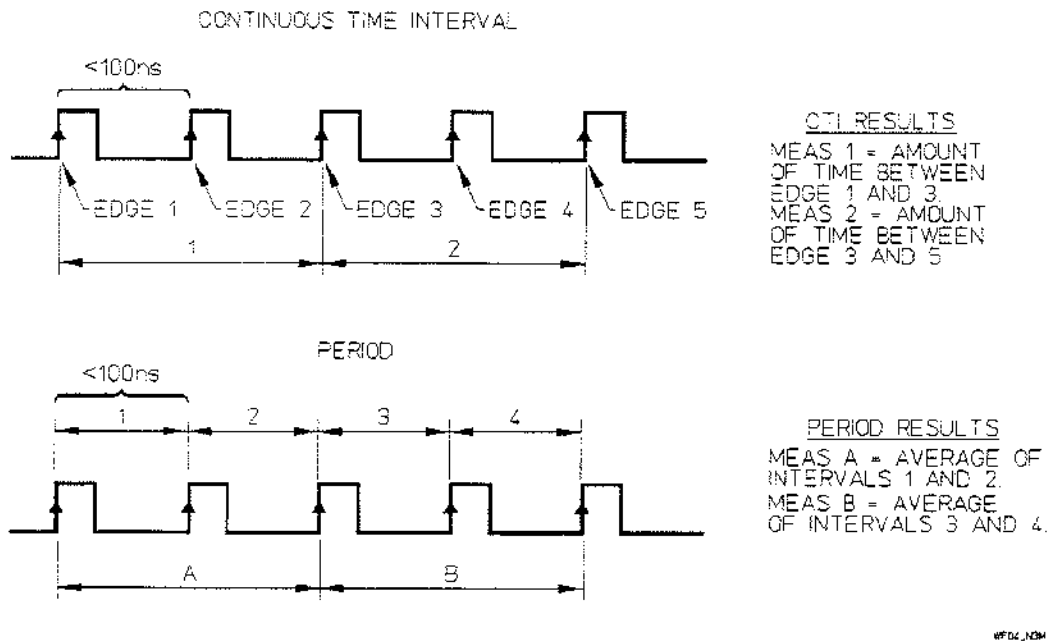 CONTINUOUS TIME INTERVAL
<100ns
EDGE 1
EDGE 2
EDGE 3
EDGE 4
EDGE 5
1
2
CTI RESULTS
MEAS 1 = AMOUNT
OF TIME BETWEEN
EDGE 1 AND 3.
MEAS 2 = AMOUNT
OF TIME BETWEEN
EDGE 3 AND 5
PERIOD
<100ns
1
2
3
4
A
B
PERIOD RESULTS
MEAS A = AVERAGE OF
INTERVALS 1 AND 2.
MEAS B = AVERAGE
OF INTERVALS 3 AND 4.